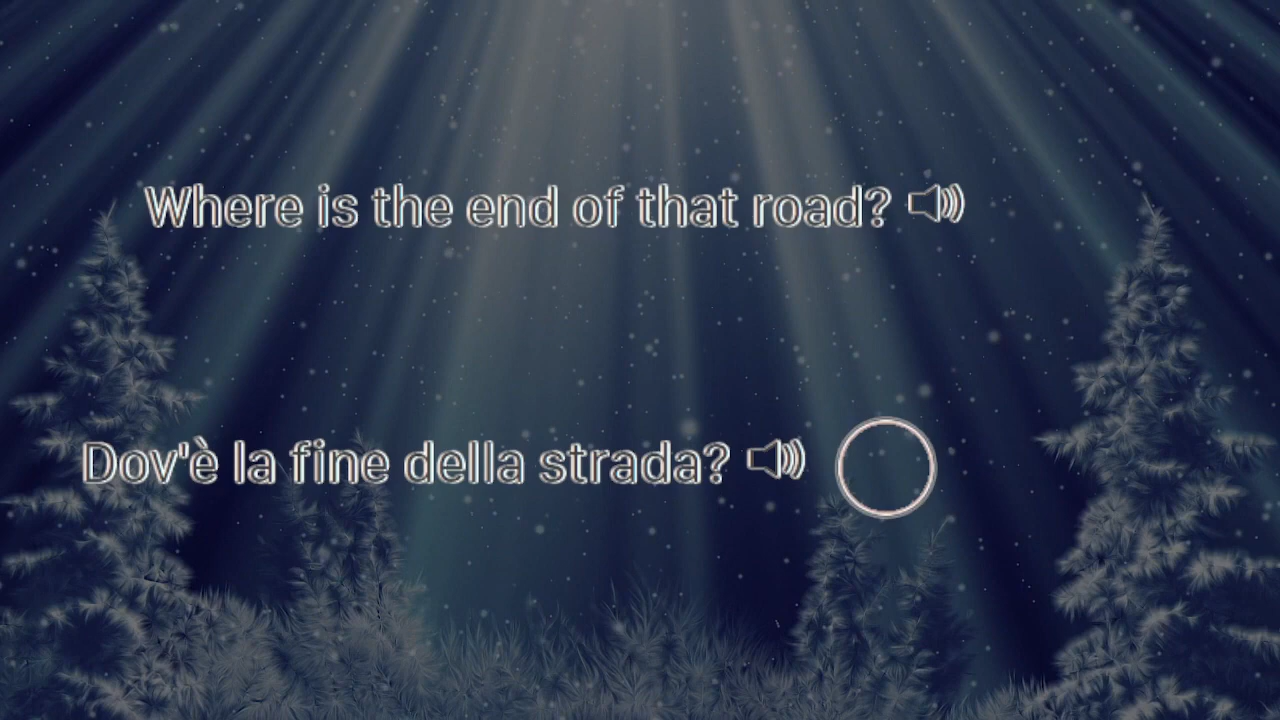 Where is the end of that road?
Dov'è la fine della strada?